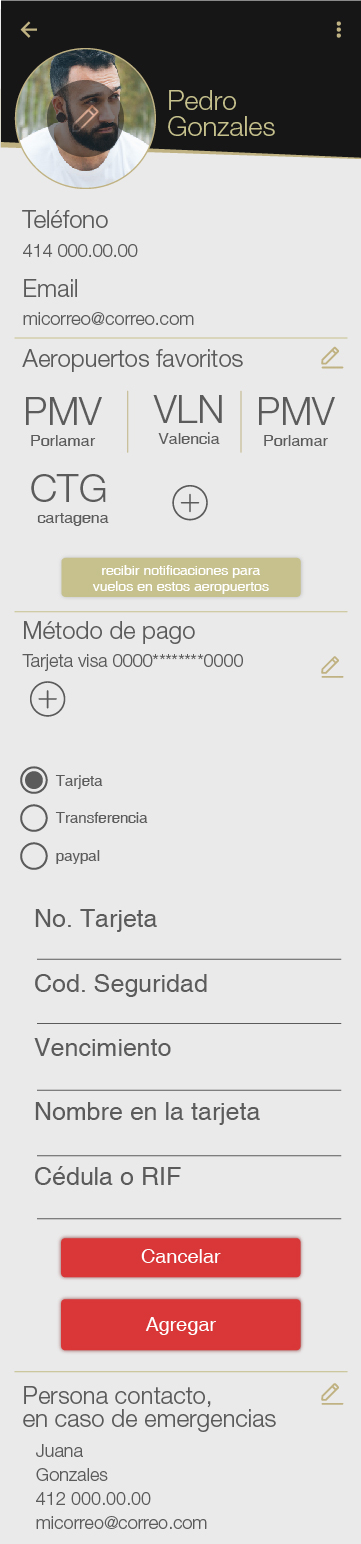 Pedro
Gonzales
Teléfono
414 000.00.00
Email
micorreo@correo.com
Aeropuertos favoritos
PMV VLN PMV
Porlamar Valencia Porlamar
CTG
cartagena
recibir notificaciones para
vuelos en estos aeropuertos
Método de pago
Tarjeta visa 0000********0000
Tarjeta
Transferencia
paypal
No. Tarjeta
Cod. Seguridad
Vencimiento
Nombre en la tarjeta
Cédula o RIF
Cancelar
Agregar
Persona contacto,
en caso de emergencias
Juana
Gonzales
412 000.00.00
micorreo@correo.com